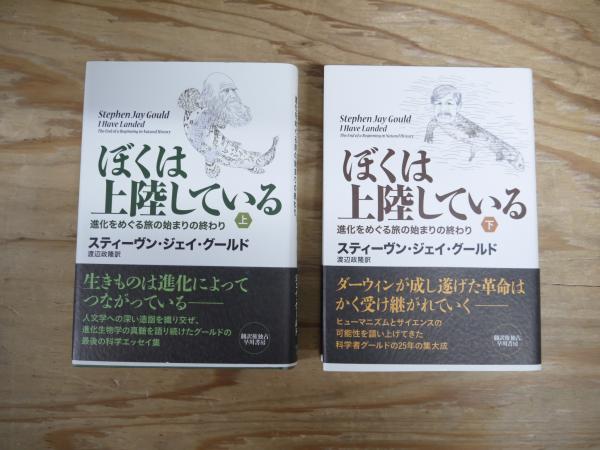 Stephen Jay Gould
I Have Landed
The End of a Beginning in Natural History
ぼくは
上陸している
上
進化をめぐる旅の始まりの終わり
スティーヴン・ジェイ・グールド
渡辺政隆訳
生きものは進化によって
つながっている——
人文学への深い造詣を織り交ぜ、
進化生物学の真髄を語り続けたグールドの
最後の科学エッセイ集
翻訳権独占
早川書房
Stephen Jay Gould
I Have Landed
The End of a Beginning in Natural History
ぼくは
上陸している
下
進化をめぐる旅の始まりの終わり
スティーヴン・ジェイ・グールド
渡辺政隆訳
ダーウィンが成し遂げた革命は
かく受け継がれていく——
ヒューマニズムとサイエンスの
可能性を謳い上げてきた
科学者グールドの25年の集大成
翻訳権独占
早川書房